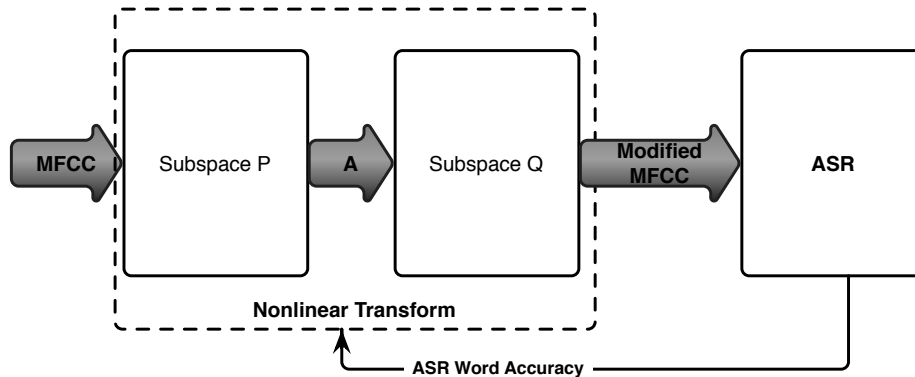 MFCC
Subspace P
A
Subspace Q
Modified
MFCC
ASR
Nonlinear Transform
ASR Word Accuracy